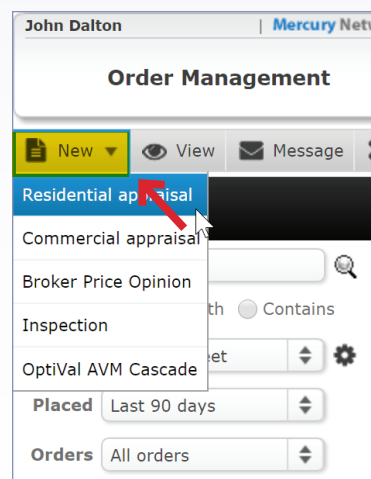 John Dalton | Mercury
Order Management
New View Message
Residential appraisal
Commercial appraisal
Broker Price Opinion
th Contains
Inspection
eet
OptiVal AVM Cascade
Placed Last 90 days
Orders All orders